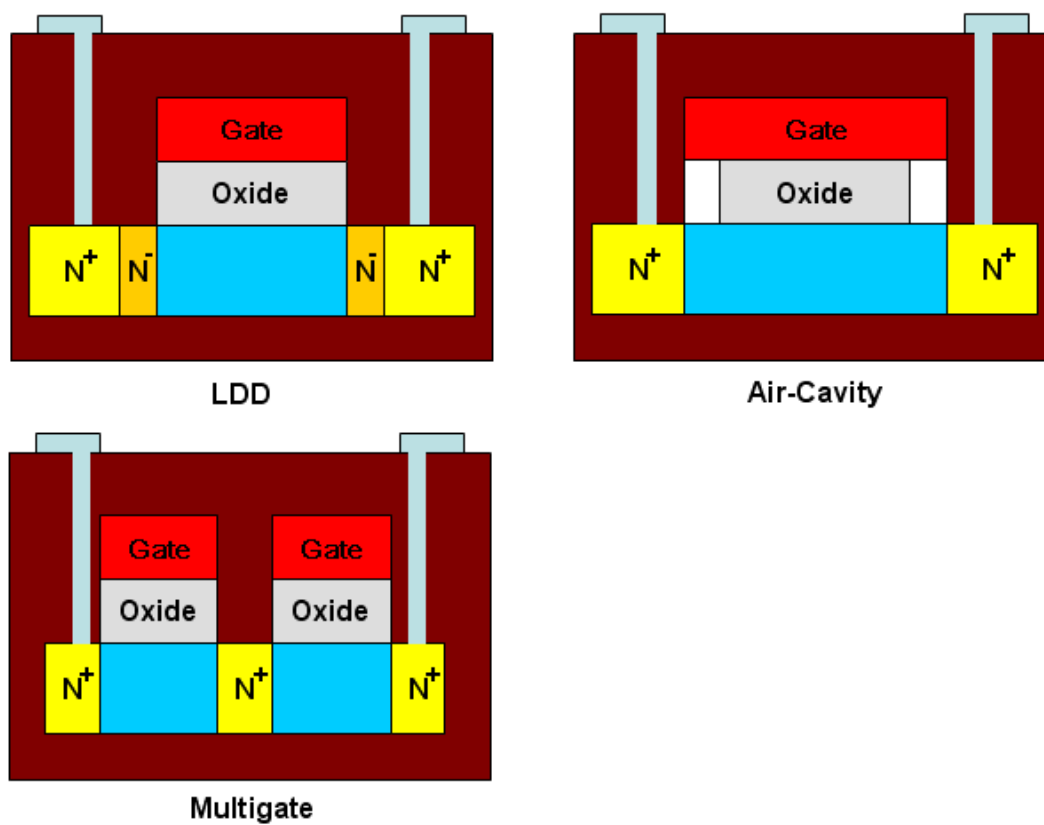 Gate
Oxide
N+ N- N- N+
LDD
Gate
Oxide
N+ N+
Air-Cavity
Gate Gate
Oxide Oxide
N+ N+ N+
Multigate